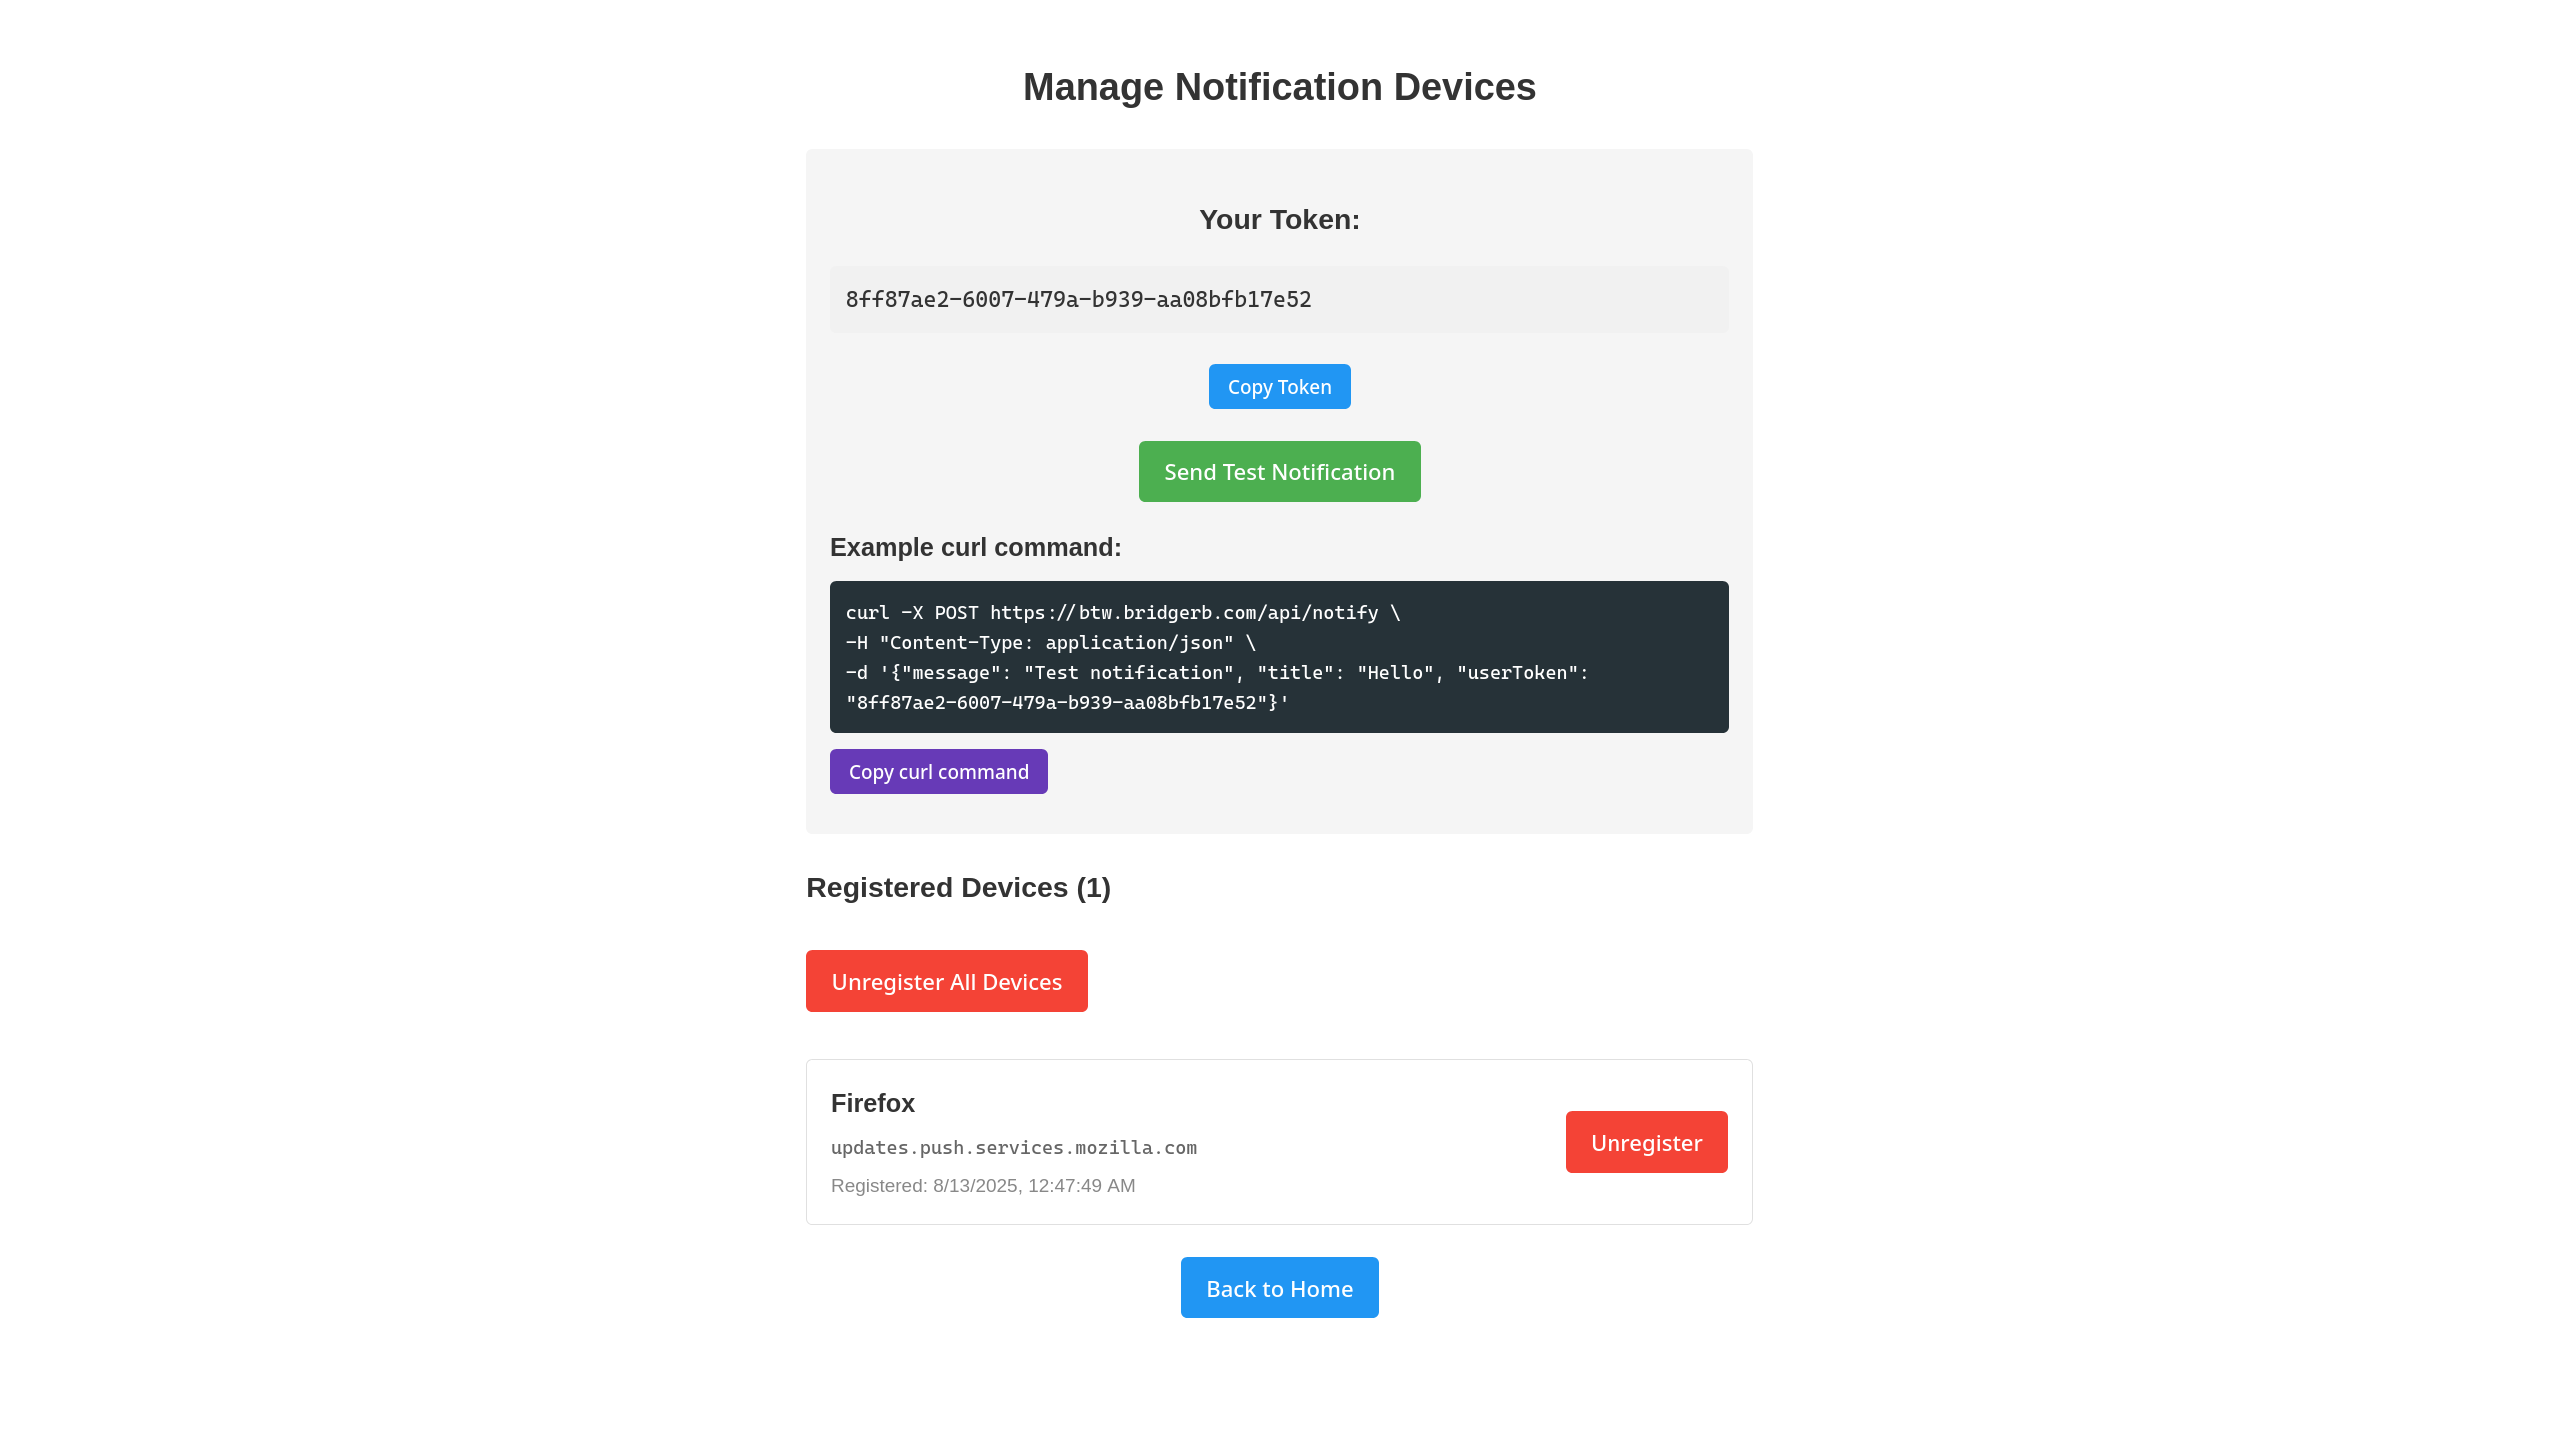 Manage Notification Devices
Your Token:
8ff87ae2-6007-479a-b939-aa08bfb17e52
Copy Token
Send Test Notification
Example curl command:
curl -X POST https://btw.bridgerb.com/api/notify \
-H "Content-Type: application/json" \
-d '{"message": "Test notification", "title": "Hello", "userToken":
"8ff87ae2-6007-479a-b939-aa08bfb17e52"}'
Copy curl command
Registered Devices (1)
Unregister All Devices
Firefox
updates.push.services.mozilla.com
Registered: 8/13/2025, 12:47:49 AM
Unregister
Back to Home